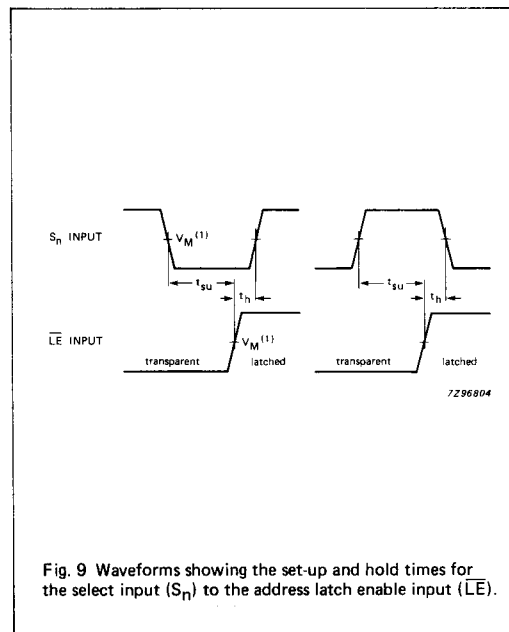 Sn INPUT
VM(1)
tsu
th
LE INPUT
VM(1)
transparent
latched
tsu
th
transparent
latched
7Z96804
Fig. 9 Waveforms showing the set-up and hold times for
the select input (Sn) to the address latch enable input (LE).